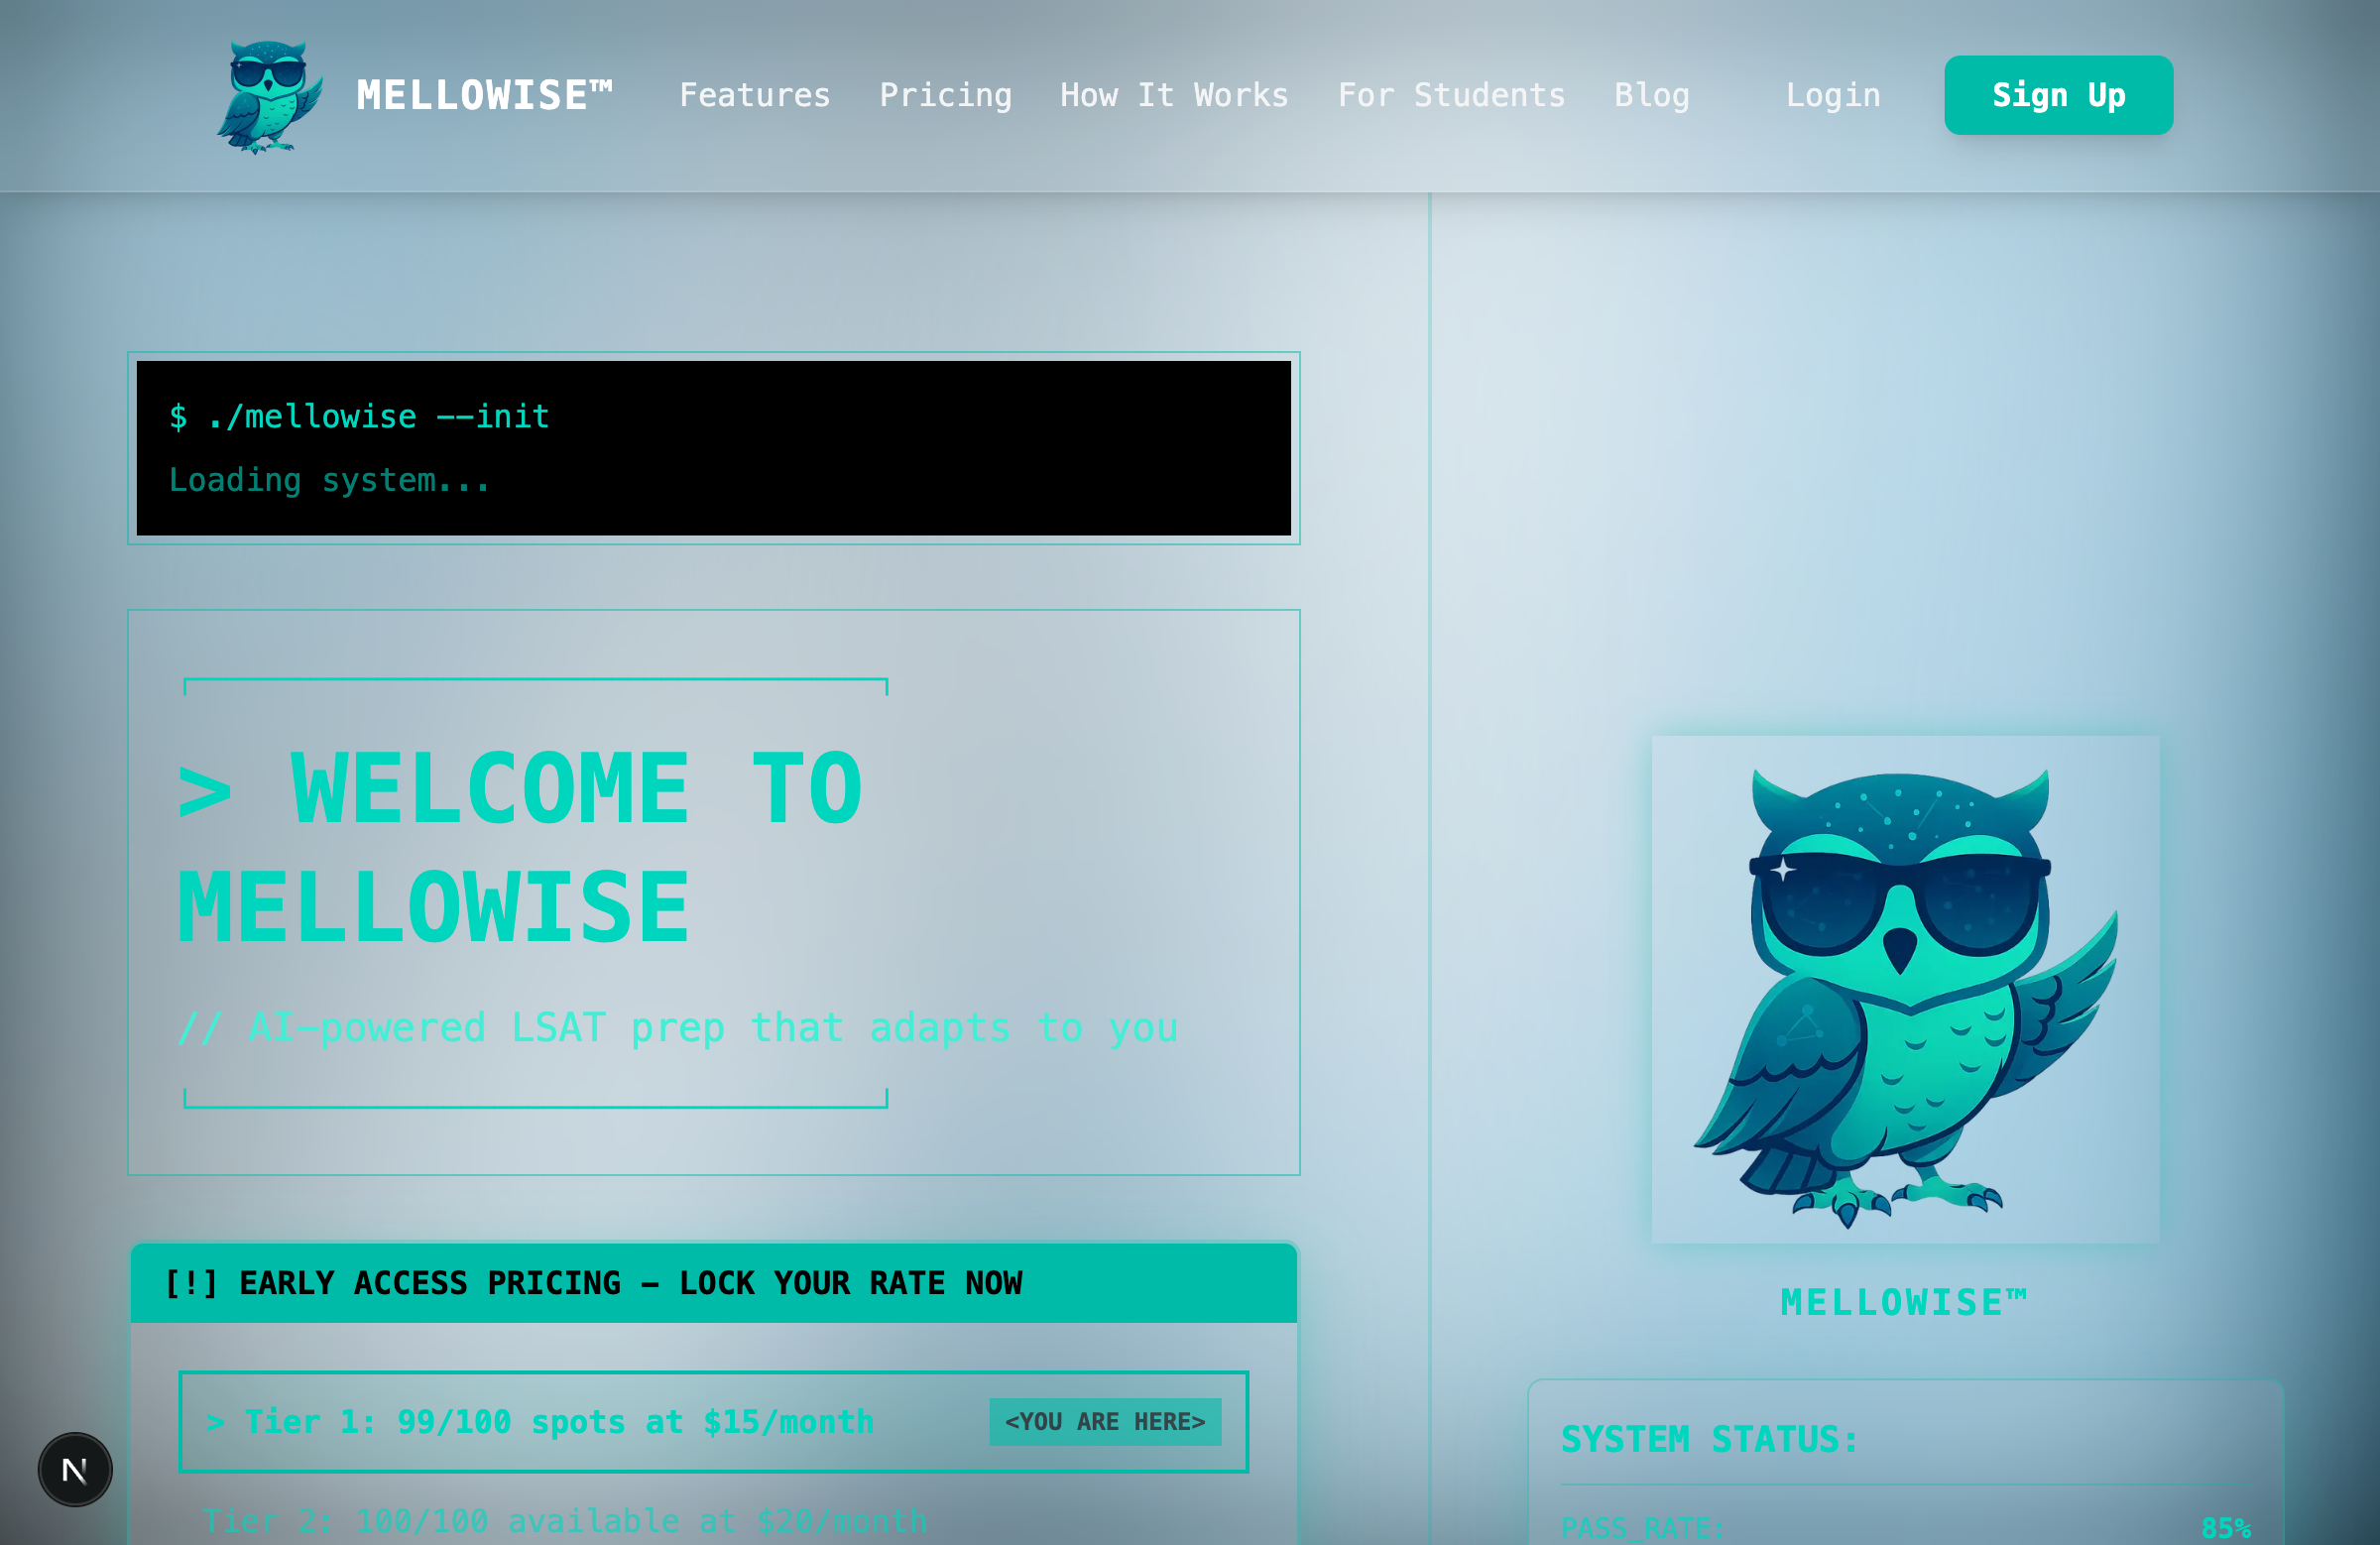 MELLOWISE™ Features Pricing How It Works For Students Blog Login Sign Up
$ ./mellowise --init
Loading system...
> WELCOME TO
MELLOWISE
// AI-powered LSAT prep that adapts to you
[!] EARLY ACCESS PRICING - LOCK YOUR RATE NOW
> Tier 1: 99/100 spots at $15/month <YOU ARE HERE>
Tier 2: 100/100 available at $20/month
N
MELLOWISE™
SYSTEM STATUS:
PASS_RATE: 85%